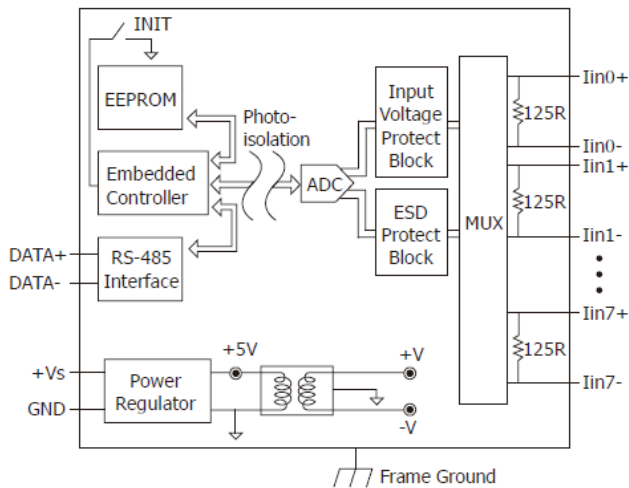 INIT
EEPROM
Photo-
isolation
Embedded
Controller
DATA+
DATA-
RS-485
Interface
ADC
Input
Voltage
Protect
Block
ESD
Protect
Block
MUX
Iin0+
125R
Iin0-
Iin1+
125R
Iin1-
Iin7+
125R
Iin7-
+Vs
GND
Power
Regulator
+5V
+V
-V
Frame Ground